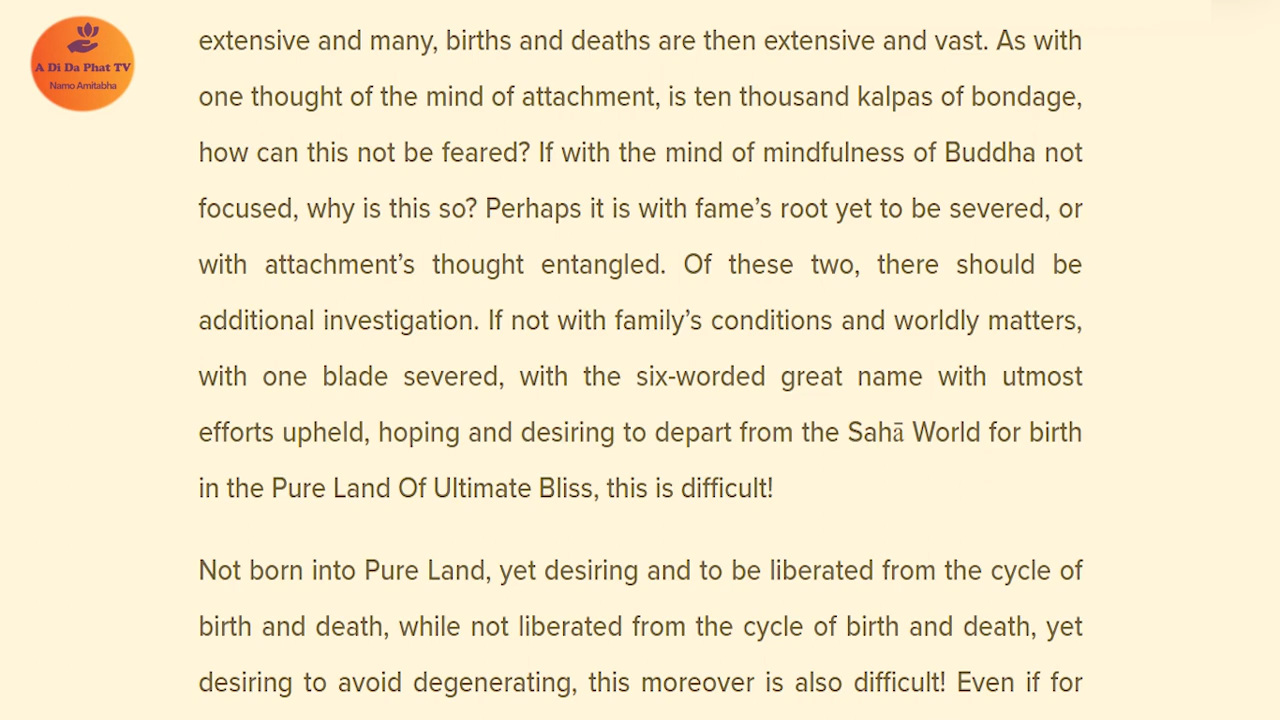 A Di Da Phat TV
Namo Amitabha
extensive and many, births and deaths are then extensive and vast. As with
one thought of the mind of attachment, is ten thousand kalpas of bondage,
how can this not be feared? If with the mind of mindfulness of Buddha not
focused, why is this so? Perhaps it is with fame’s root yet to be severed, or
with attachment’s thought entangled. Of these two, there should be
additional investigation. If not with family’s conditions and worldly matters,
with one blade severed, with the six-worded great name with utmost
efforts upheld, hoping and desiring to depart from the Sahā World for birth
in the Pure Land Of Ultimate Bliss, this is difficult!
Not born into Pure Land, yet desiring and to be liberated from the cycle of
birth and death, while not liberated from the cycle of birth and death, yet
desiring to avoid degenerating, this moreover is also difficult! Even if for